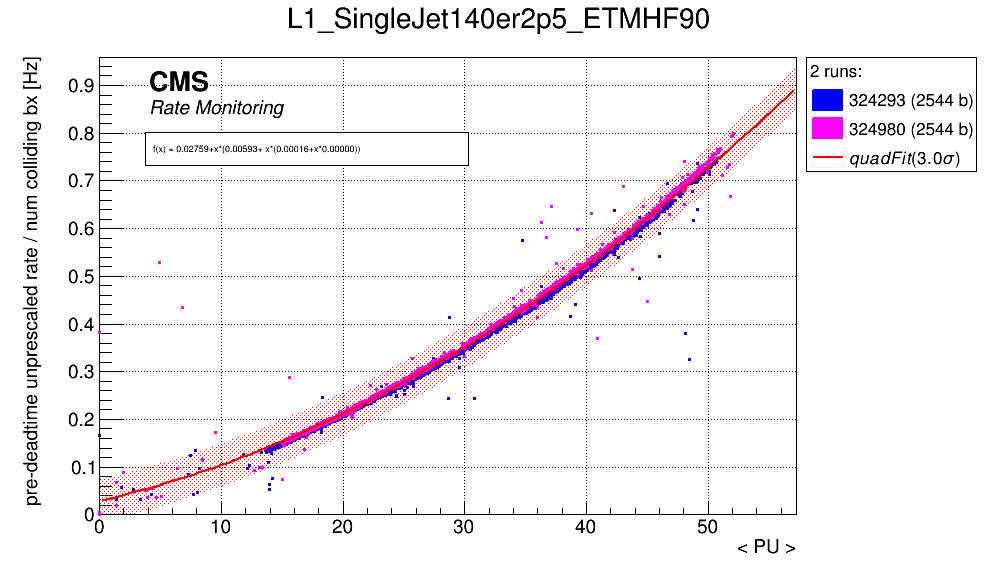 L1_SingleJet140er2p5_ETMHF90
pre-deadtime unprescaled rate / num colliding bx [Hz]
CMS
Rate Monitoring
f(x) = 0.02759+x*(0.00593+ x*(0.00016+x*0.00000))
0.9
0.8
0.7
0.6
0.5
0.4
0.3
0.2
0.1
0
0
10
20
30
40
50
< PU >
2 runs:
324293 (2544 b)
324980 (2544 b)
quadFit(3.0σ)